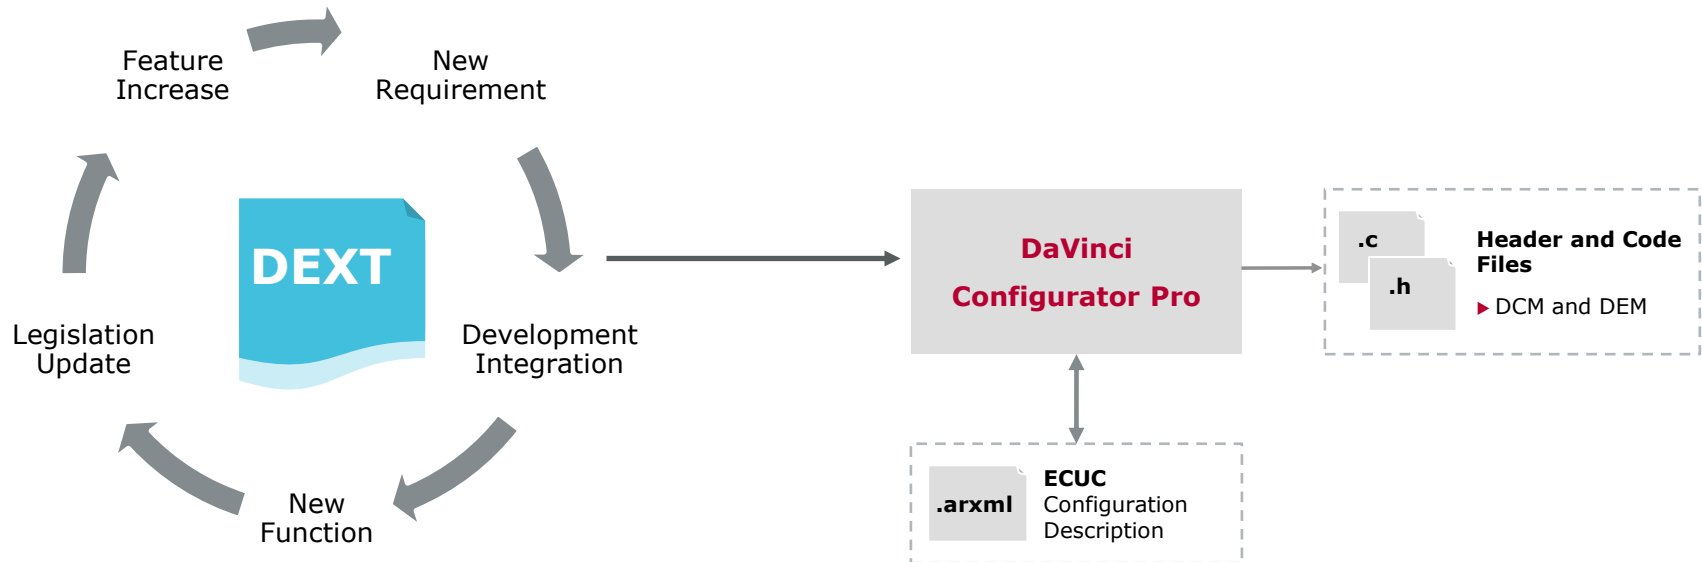 Feature
Increase
New
Requirement
DEXT
Legislation
Update
Development
Integration
New
Function
DaVinci
Configurator Pro
.c
.h
Header and Code
Files
DCM and DEM
.arxml
ECUC
Configuration
Description